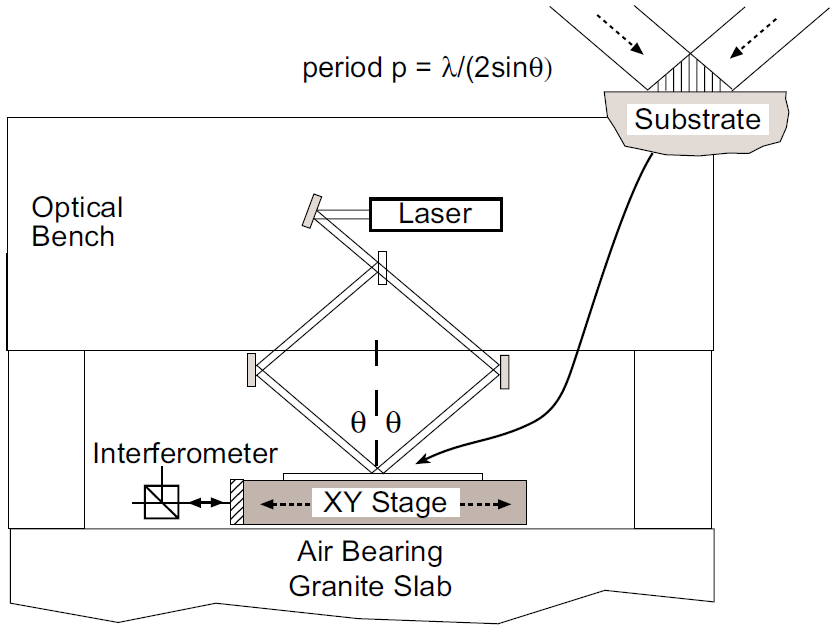 period p = λ/(2sinθ)
Substrate
Optical
Bench
Laser
θ θ
Interferometer
XY Stage
Air Bearing
Granite Slab